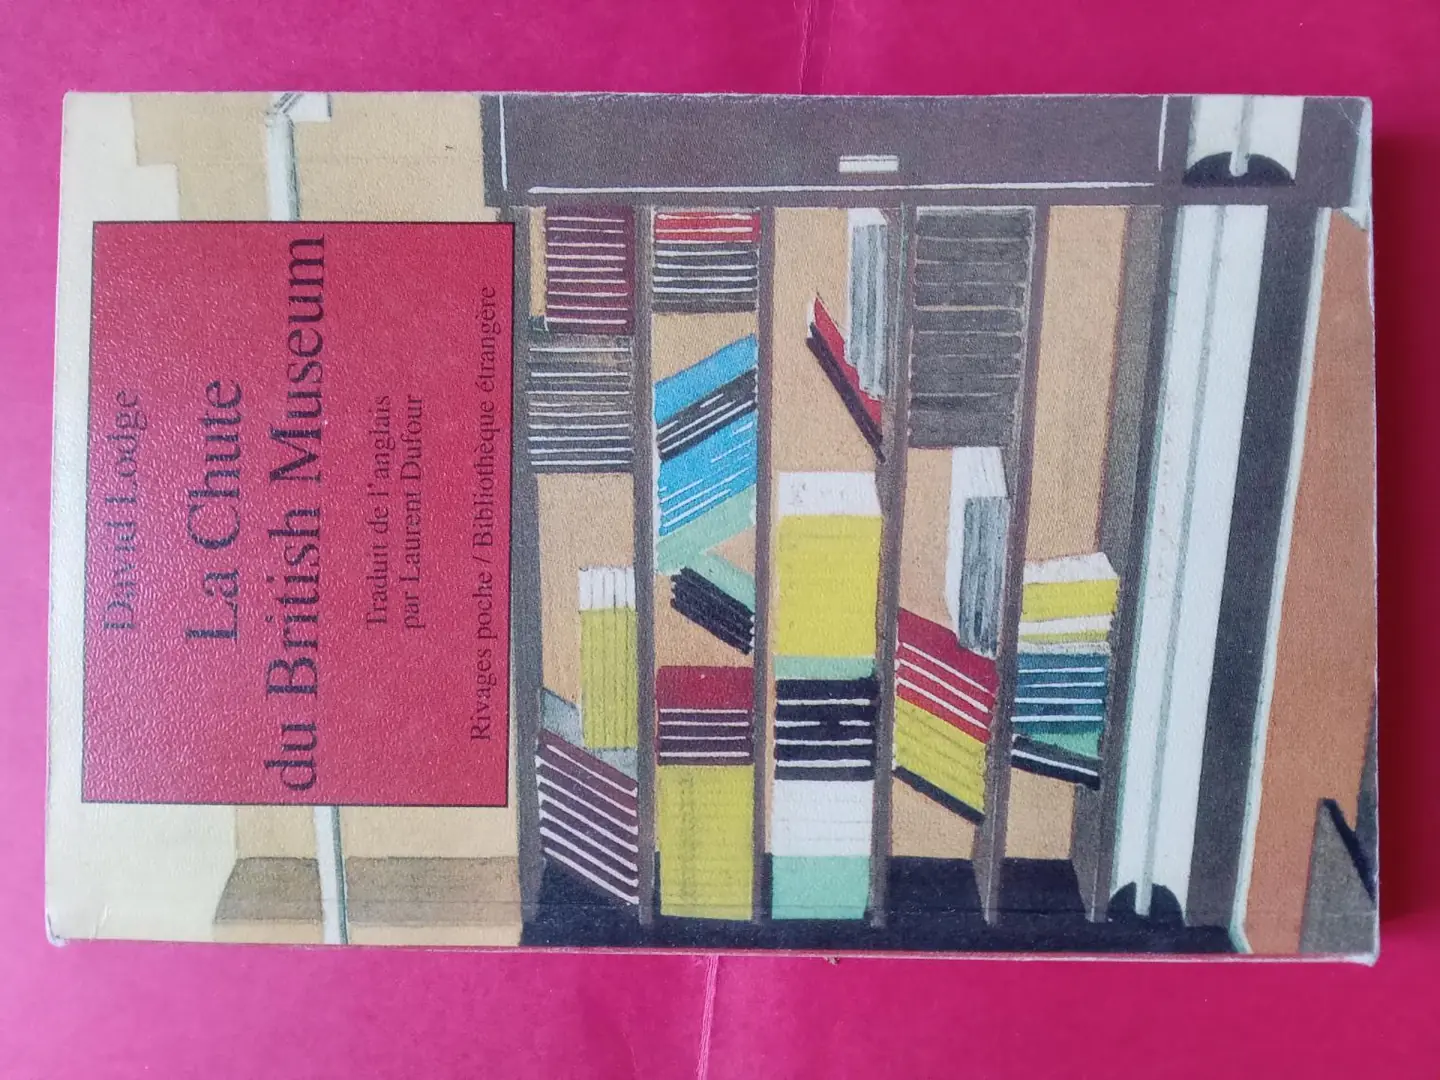 David Lodge
La Chute
du British Museum
Traduit de l'anglais
par Laurent Dufour
Rivages poche / Bibliothèque étrangère